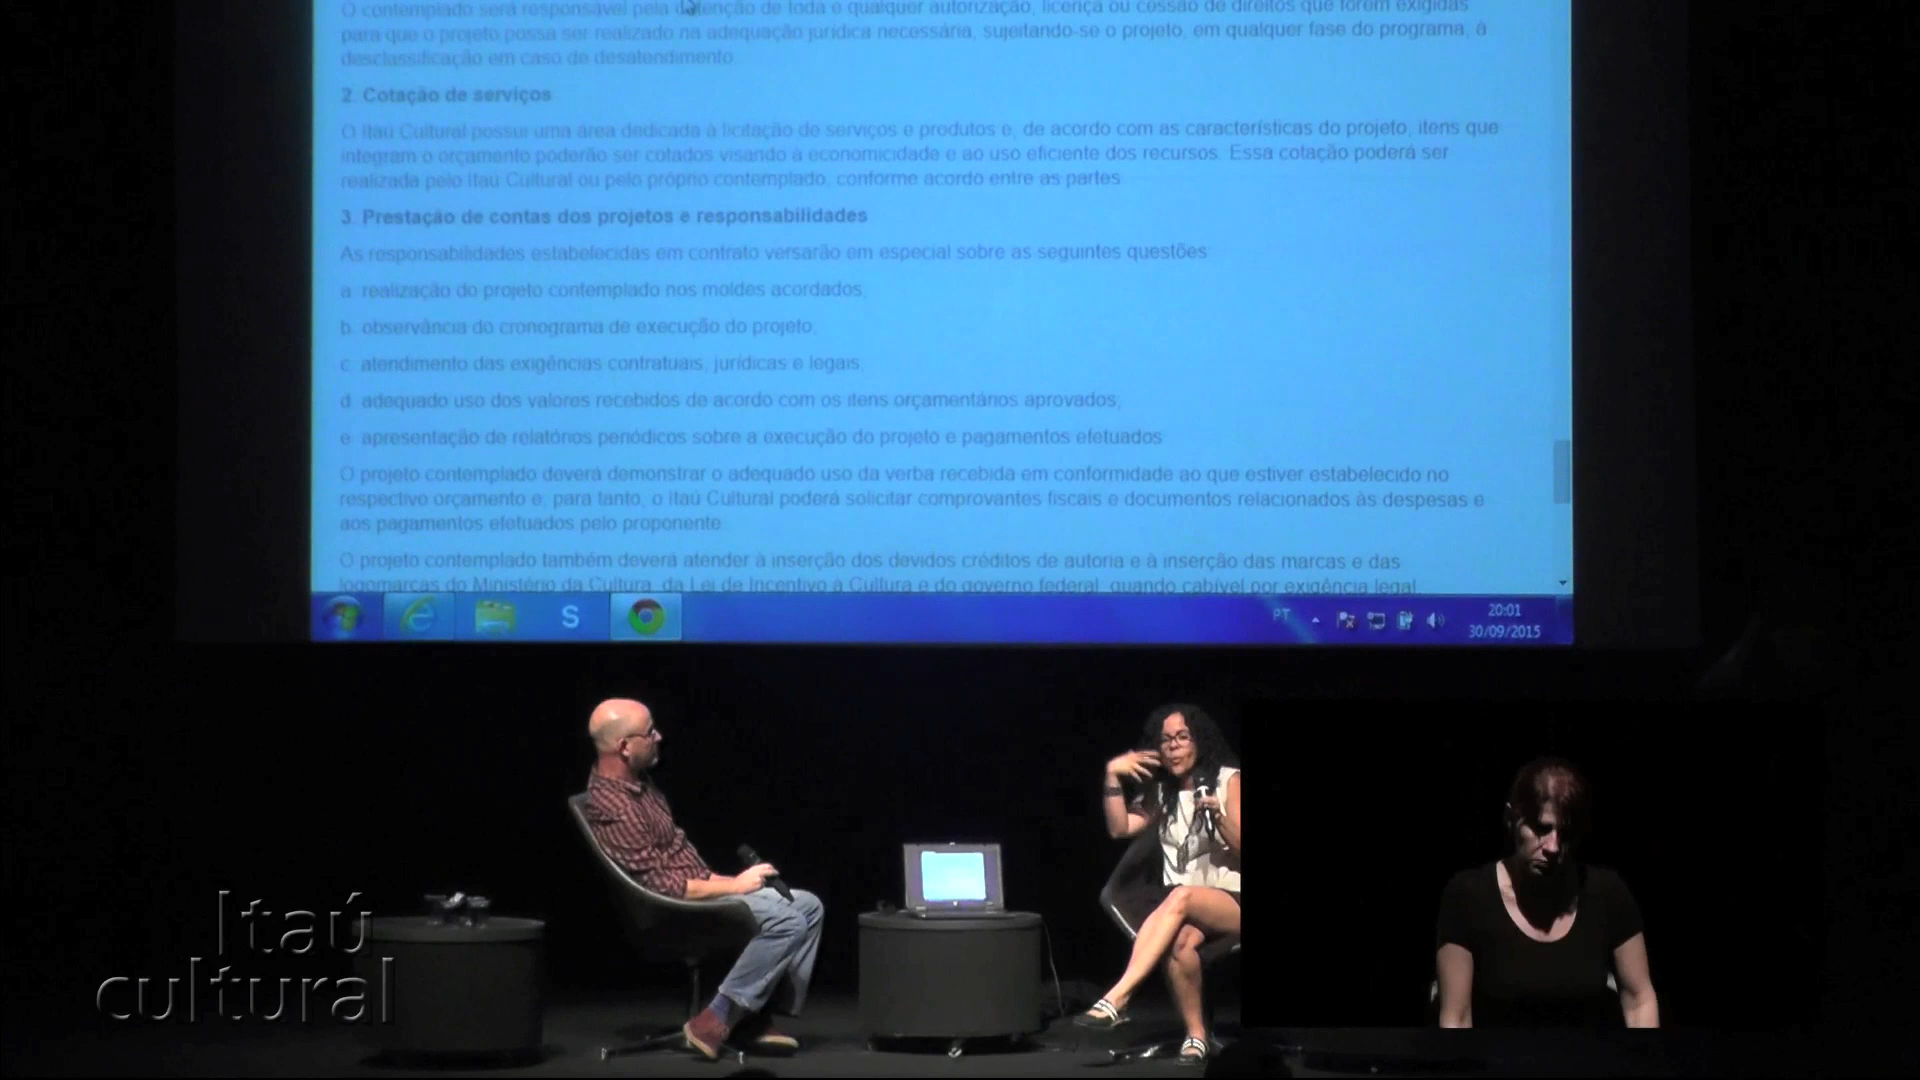 O contemplado será responsável pela obtenção de toda e qualquer autorização, licença ou cessão de direitos que forem exigidas
para que o projeto possa ser realizado na adequação jurídica necessária, sujeitando-se o projeto, em qualquer fase do programa, à
desclassificação em caso de desatendimento.
2. Cotação de serviços
O Itaú Cultural possui uma área dedicada à licitação de serviços e produtos e, de acordo com as características do projeto, itens que
integram o orçamento poderão ser cotados visando à economicidade e ao uso eficiente dos recursos. Essa cotação poderá ser
realizada pelo Itaú Cultural ou pelo próprio contemplado, conforme acordo entre as partes.
3. Prestação de contas dos projetos e responsabilidades
As responsabilidades estabelecidas em contrato versarão em especial sobre as seguintes questões:
a. realização do projeto contemplado nos moldes acordados;
b. observância do cronograma de execução do projeto;
c. atendimento das exigências contratuais, jurídicas e legais;
d. adequado uso dos valores recebidos de acordo com os itens orçamentários aprovados;
e. apresentação de relatórios periódicos sobre a execução do projeto e pagamentos efetuados.
O projeto contemplado deverá demonstrar o adequado uso da verba recebida em conformidade ao que estiver estabelecido no
respectivo orçamento e, para tanto, o Itaú Cultural poderá solicitar comprovantes fiscais e documentos relacionados às despesas e
aos pagamentos efetuados pelo proponente.
O projeto contemplado também deverá atender à inserção dos devidos créditos de autoria e à inserção das marcas e das
logomarcas do Ministério da Cultura, da Lei de Incentivo à Cultura e do governo federal, quando cabível por exigência legal.
S
PT
20:01
30/09/2015
Itaú
cultural